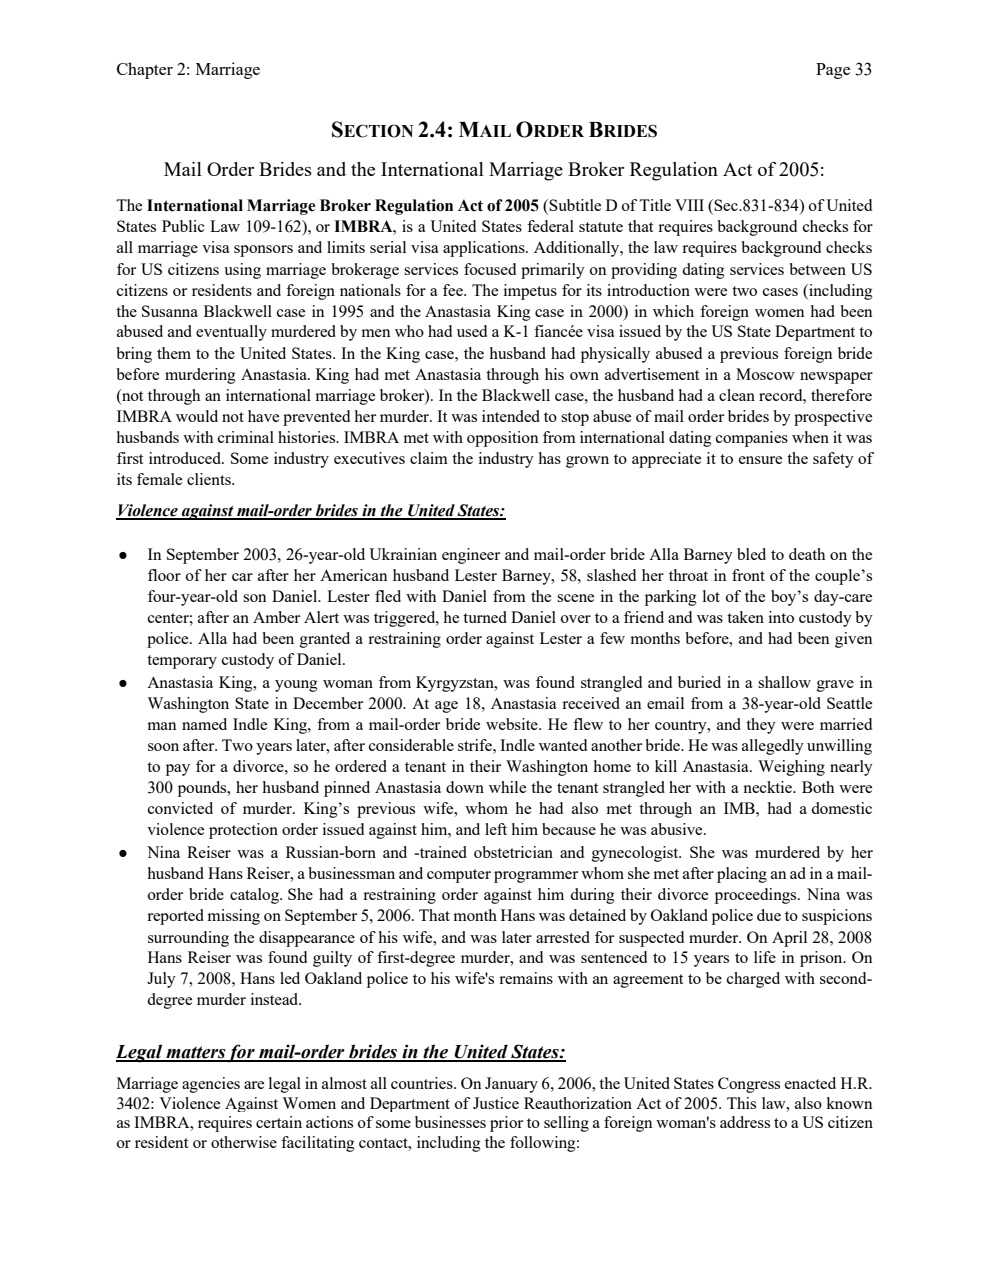 Chapter 2: Marriage
Page 33
SECTION 2.4: MAIL ORDER BRIDES
Mail Order Brides and the International Marriage Broker Regulation Act of 2005:
The International Marriage Broker Regulation Act of 2005 (Subtitle D of Title VIII (Sec.831-834) of United
States Public Law 109-162), or IMBRA, is a United States federal statute that requires background checks for
all marriage visa sponsors and limits serial visa applications. Additionally, the law requires background checks
for US citizens using marriage brokerage services focused primarily on providing dating services between US
citizens or residents and foreign nationals for a fee. The impetus for its introduction were two cases (including
the Susanna Blackwell case in 1995 and the Anastasia King case in 2000) in which foreign women had been
abused and eventually murdered by men who had used a K-1 fiancée visa issued by the US State Department to
bring them to the United States. In the King case, the husband had physically abused a previous foreign bride
before murdering Anastasia. King had met Anastasia through his own advertisement in a Moscow newspaper
(not through an international marriage broker). In the Blackwell case, the husband had a clean record, therefore
IMBRA would not have prevented her murder. It was intended to stop abuse of mail order brides by prospective
husbands with criminal histories. IMBRA met with opposition from international dating companies when it was
first introduced. Some industry executives claim the industry has grown to appreciate it to ensure the safety of
its female clients.
Violence against mail-order brides in the United States:
● In September 2003, 26-year-old Ukrainian engineer and mail-order bride Alla Barney bled to death on the
floor of her car after her American husband Lester Barney, 58, slashed her throat in front of the couple’s
four-year-old son Daniel. Lester fled with Daniel from the scene in the parking lot of the boy’s day-care
center; after an Amber Alert was triggered, he turned Daniel over to a friend and was taken into custody by
police. Alla had been granted a restraining order against Lester a few months before, and had been given
temporary custody of Daniel.
● Anastasia King, a young woman from Kyrgyzstan, was found strangled and buried in a shallow grave in
Washington State in December 2000. At age 18, Anastasia received an email from a 38-year-old Seattle
man named Indle King, from a mail-order bride website. He flew to her country, and they were married
soon after. Two years later, after considerable strife, Indle wanted another bride. He was allegedly unwilling
to pay for a divorce, so he ordered a tenant in their Washington home to kill Anastasia. Weighing nearly
300 pounds, her husband pinned Anastasia down while the tenant strangled her with a necktie. Both were
convicted of murder. King’s previous wife, whom he had also met through an IMB, had a domestic
violence protection order issued against him, and left him because he was abusive.
● Nina Reiser was a Russian-born and -trained obstetrician and gynecologist. She was murdered by her
husband Hans Reiser, a businessman and computer programmer whom she met after placing an ad in a mail-
order bride catalog. She had a restraining order against him during their divorce proceedings. Nina was
reported missing on September 5, 2006. That month Hans was detained by Oakland police due to suspicions
surrounding the disappearance of his wife, and was later arrested for suspected murder. On April 28, 2008
Hans Reiser was found guilty of first-degree murder, and was sentenced to 15 years to life in prison. On
July 7, 2008, Hans led Oakland police to his wife's remains with an agreement to be charged with second-
degree murder instead.
Legal matters for mail-order brides in the United States:
Marriage agencies are legal in almost all countries. On January 6, 2006, the United States Congress enacted H.R.
3402: Violence Against Women and Department of Justice Reauthorization Act of 2005. This law, also known
as IMBRA, requires certain actions of some businesses prior to selling a foreign woman's address to a US citizen
or resident or otherwise facilitating contact, including the following: